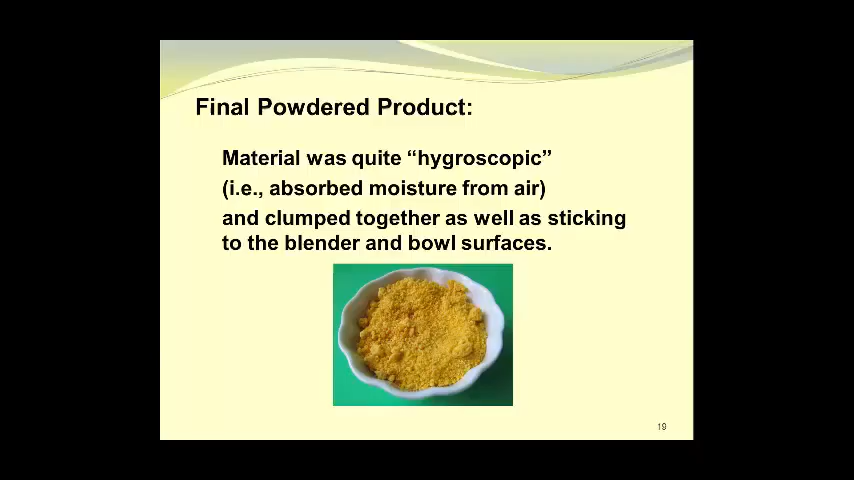 Final Powdered Product:
Material was quite “hygroscopic”
(i.e., absorbed moisture from air)
and clumped together as well as sticking
to the blender and bowl surfaces.
19